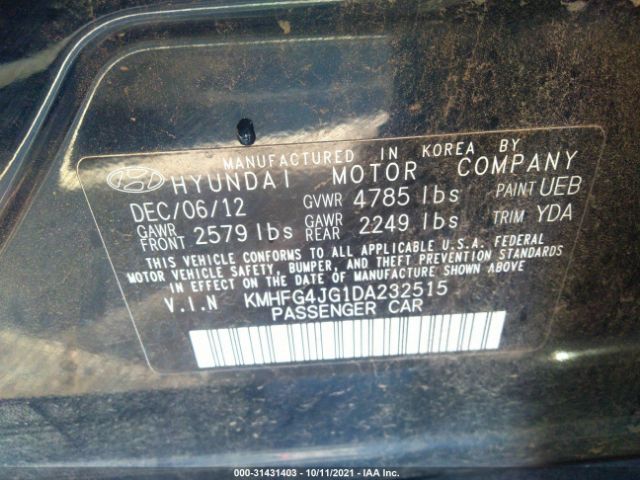 MANUFACTURED IN KOREA BY
HYUNDAI MOTOR COMPANY
DEC/06/12 GVWR 4785 lbs PAINT UEB
GAWR FRONT 2579 lbs GAWR REAR 2249 lbs TRIM YDA
THIS VEHICLE CONFORMS TO ALL APPLICABLE U.S.A. FEDERAL
MOTOR VEHICLE SAFETY, BUMPER, AND THEFT PREVENTION STANDARDS
IN EFFECT ON THE DATE OF MANUFACTURE SHOWN ABOVE.
V.I.N KMHFG4JG1DA232515
PASSENGER CAR
000-31431403 - 10/11/2021 - IAA Inc.